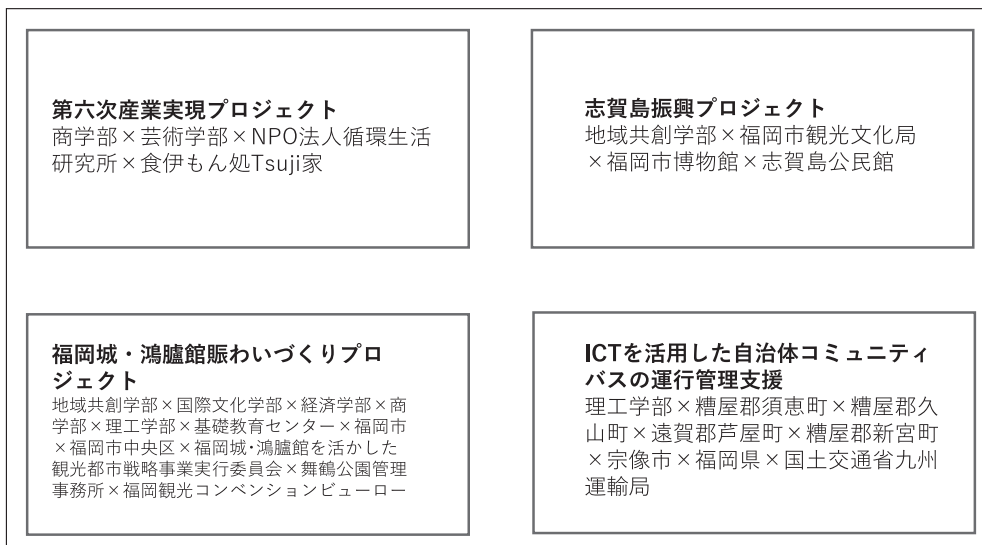 第六次産業実現プロジェクト
商学部×芸術学部×NPO法人循環生活
研究所×食伊もん処Tsuji家
志賀島振興プロジェクト
地域共創学部×福岡市観光文化局
×福岡市博物館×志賀島公民館
福岡城・鴻臚館賑わいづくりプロ
ジェクト
地域共創学部×国際文化学部×経済学部×商
学部×理工学部×基礎教育センター×福岡市
×福岡市中央区×福岡城･鴻臚館を活かした
観光都市戦略事業実行委員会×舞鶴公園管理
事務所×福岡観光コンベンションビューロー
ICTを活用した自治体コミュニティ
バスの運行管理支援
理工学部×糟屋郡須恵町×糟屋郡久
山町×遠賀郡芦屋町×糟屋郡新宮町
×宗像市×福岡県×国土交通省九州
運輸局